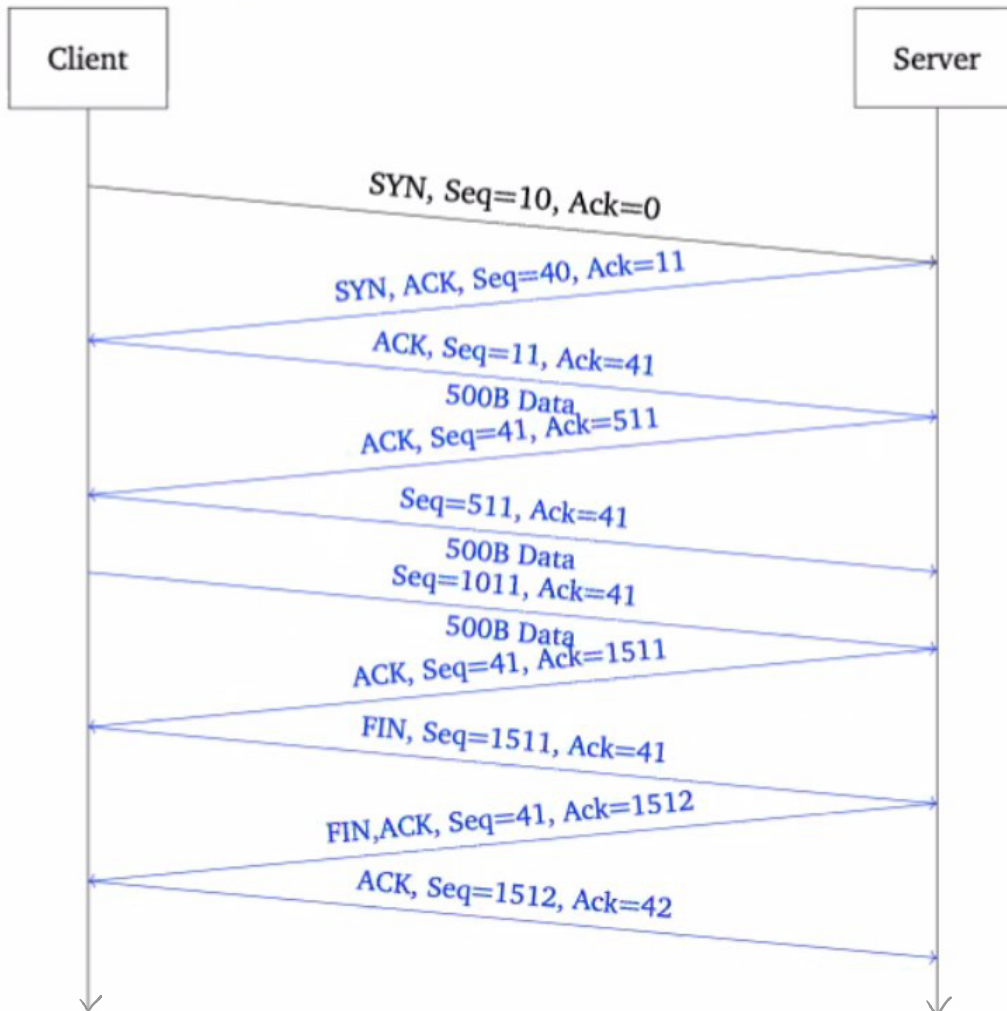 Client
Server
SYN, Seq=10, Ack=0
SYN, ACK, Seq=40, Ack=11
ACK, Seq=11, Ack=41
500B Data
ACK, Seq=41, Ack=511
Seq=511, Ack=41
500B Data
Seq=1011, Ack=41
500B Data
ACK, Seq=41, Ack=1511
FIN, Seq=1511, Ack=41
FIN,ACK, Seq=41, Ack=1512
ACK, Seq=1512, Ack=42